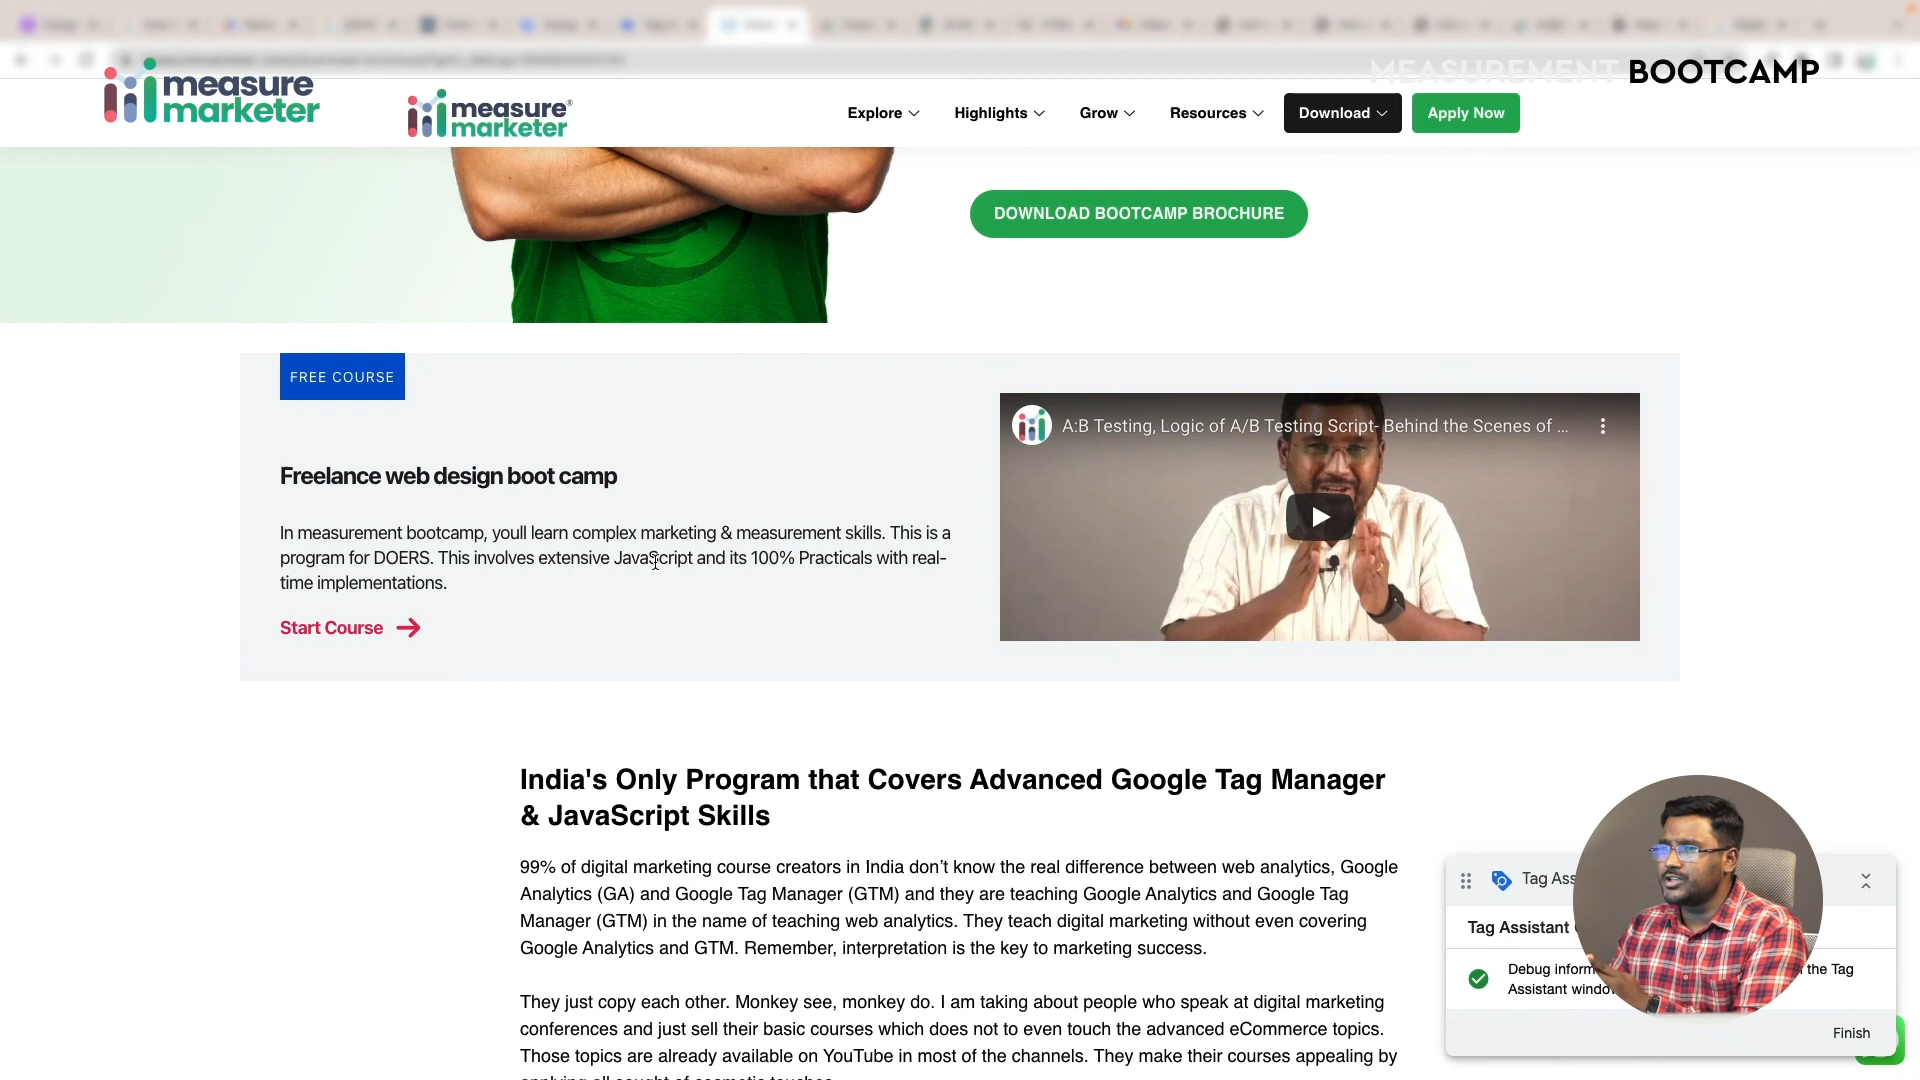 MEASUREMENT BOOTCAMP
measure
marketer
measure®
marketer
Explore
Highlights
Grow
Resources
Download
Apply Now
DOWNLOAD BOOTCAMP BROCHURE
FREE COURSE
A:B Testing, Logic of A/B Testing Script- Behind the Scenes of ...
Freelance web design boot camp
In measurement bootcamp, youll learn complex marketing & measurement skills. This is a
program for DOERS. This involves extensive JavaScript and its 100% Practicals with real-
time implementations.
Start Course
India's Only Program that Covers Advanced Google Tag Manager
& JavaScript Skills
99% of digital marketing course creators in India don’t know the real difference between web analytics, Google
Analytics (GA) and Google Tag Manager (GTM) and they are teaching Google Analytics and Google Tag
Manager (GTM) in the name of teaching web analytics. They teach digital marketing without even covering
Google Analytics and GTM. Remember, interpretation is the key to marketing success.
They just copy each other. Monkey see, monkey do. I am taking about people who speak at digital marketing
conferences and just sell their basic courses which does not to even touch the advanced eCommerce topics.
Those topics are already available on YouTube in most of the channels. They make their courses appealing by
Tag
Tag Assistant
Debug the Tag
Assistant
Finish